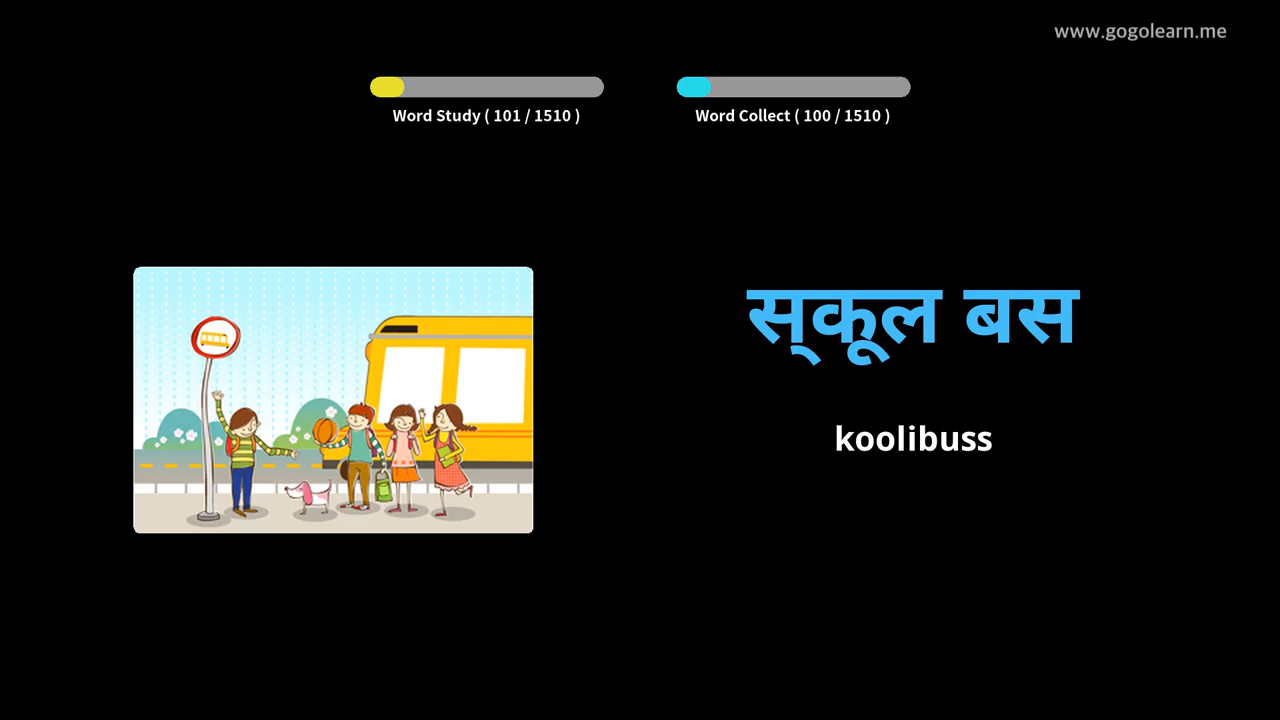 www.gogolearn.me
Word Study ( 101 / 1510 )
Word Collect ( 100 / 1510 )
स्कूल बस
koolibuss